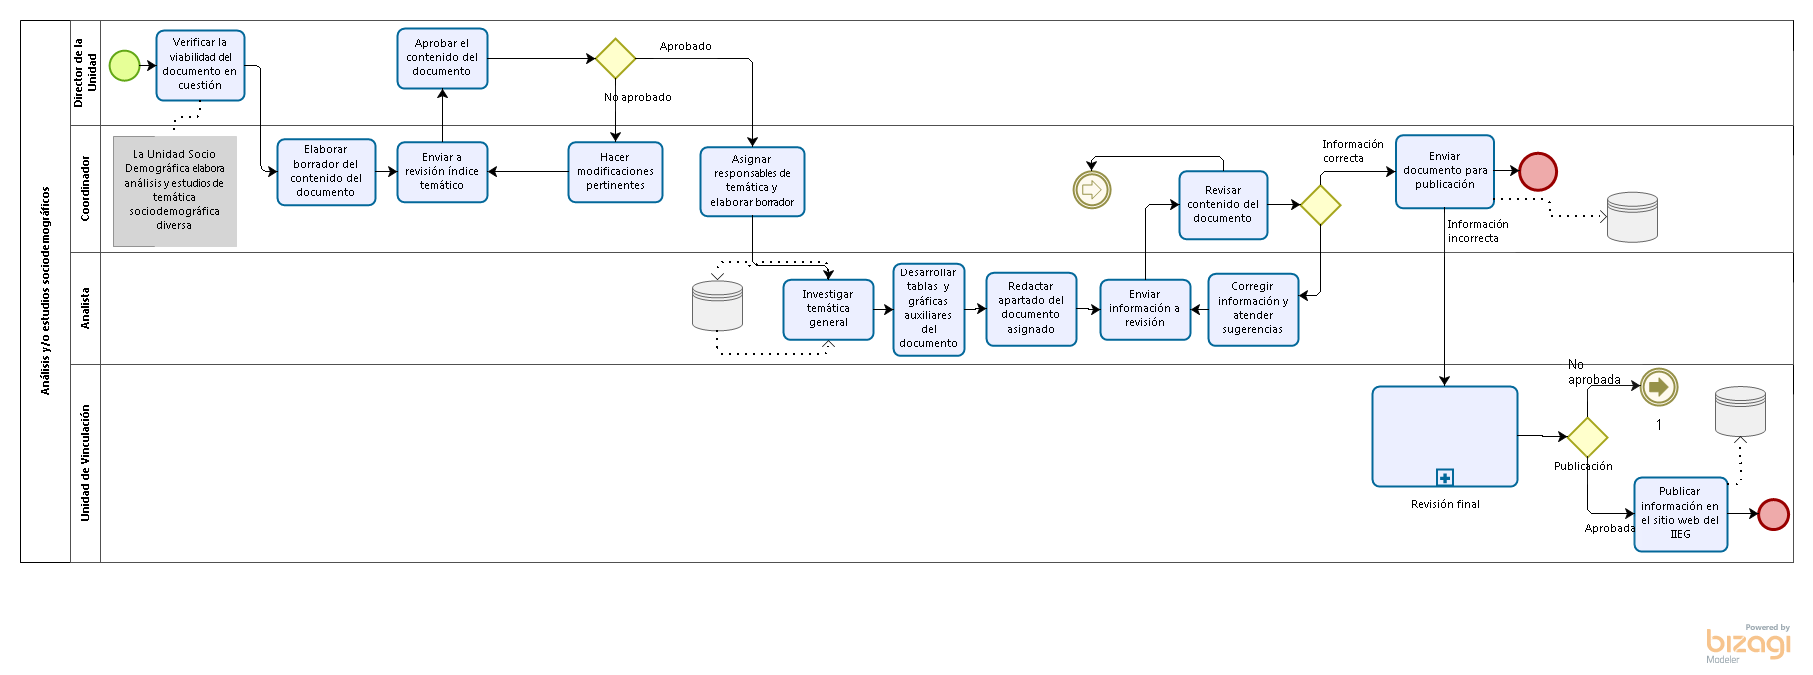 Análisis y/o estudios sociodemográficos
Director de la
Unidad
Verificar la
viabilidad del
documento en
cuestión
Aprobar el
contenido del
documento
Aprobado
No aprobado
Coordinador
La Unidad Socio
Demográfica elabora
análisis y estudios de
temática
sociodemográfica
diversa
Elaborar
borrador del
contenido del
documento
Enviar a
revisión índice
temático
Hacer
modificaciones
pertinentes
Asignar
responsables de
temática y
elaborar borrador
Revisar
contenido del
documento
Información
correcta
Enviar
documento para
publicación
Información
incorrecta
Analista
Investigar
temática
general
Desarrollar
tablas y
gráficas
auxiliares
del
documento
Redactar
apartado del
documento
asignado
Enviar
información a
revisión
Corregir
información y
atender
sugerencias
Unidad de Vinculación
Revisión final
No
aprobada
1
Publicación
Aprobada
Publicar
información en
el sitio web del
IIEG
Powered by
bizagi
Modeler